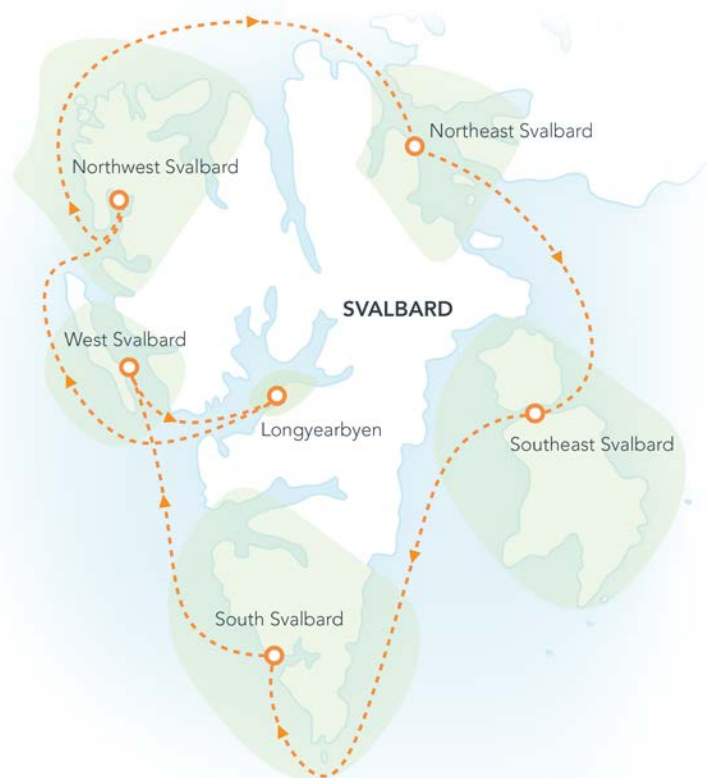 Northeast Svalbard
Northwest Svalbard
SVALBARD
West Svalbard
Longyearbyen
Southeast Svalbard
South Svalbard